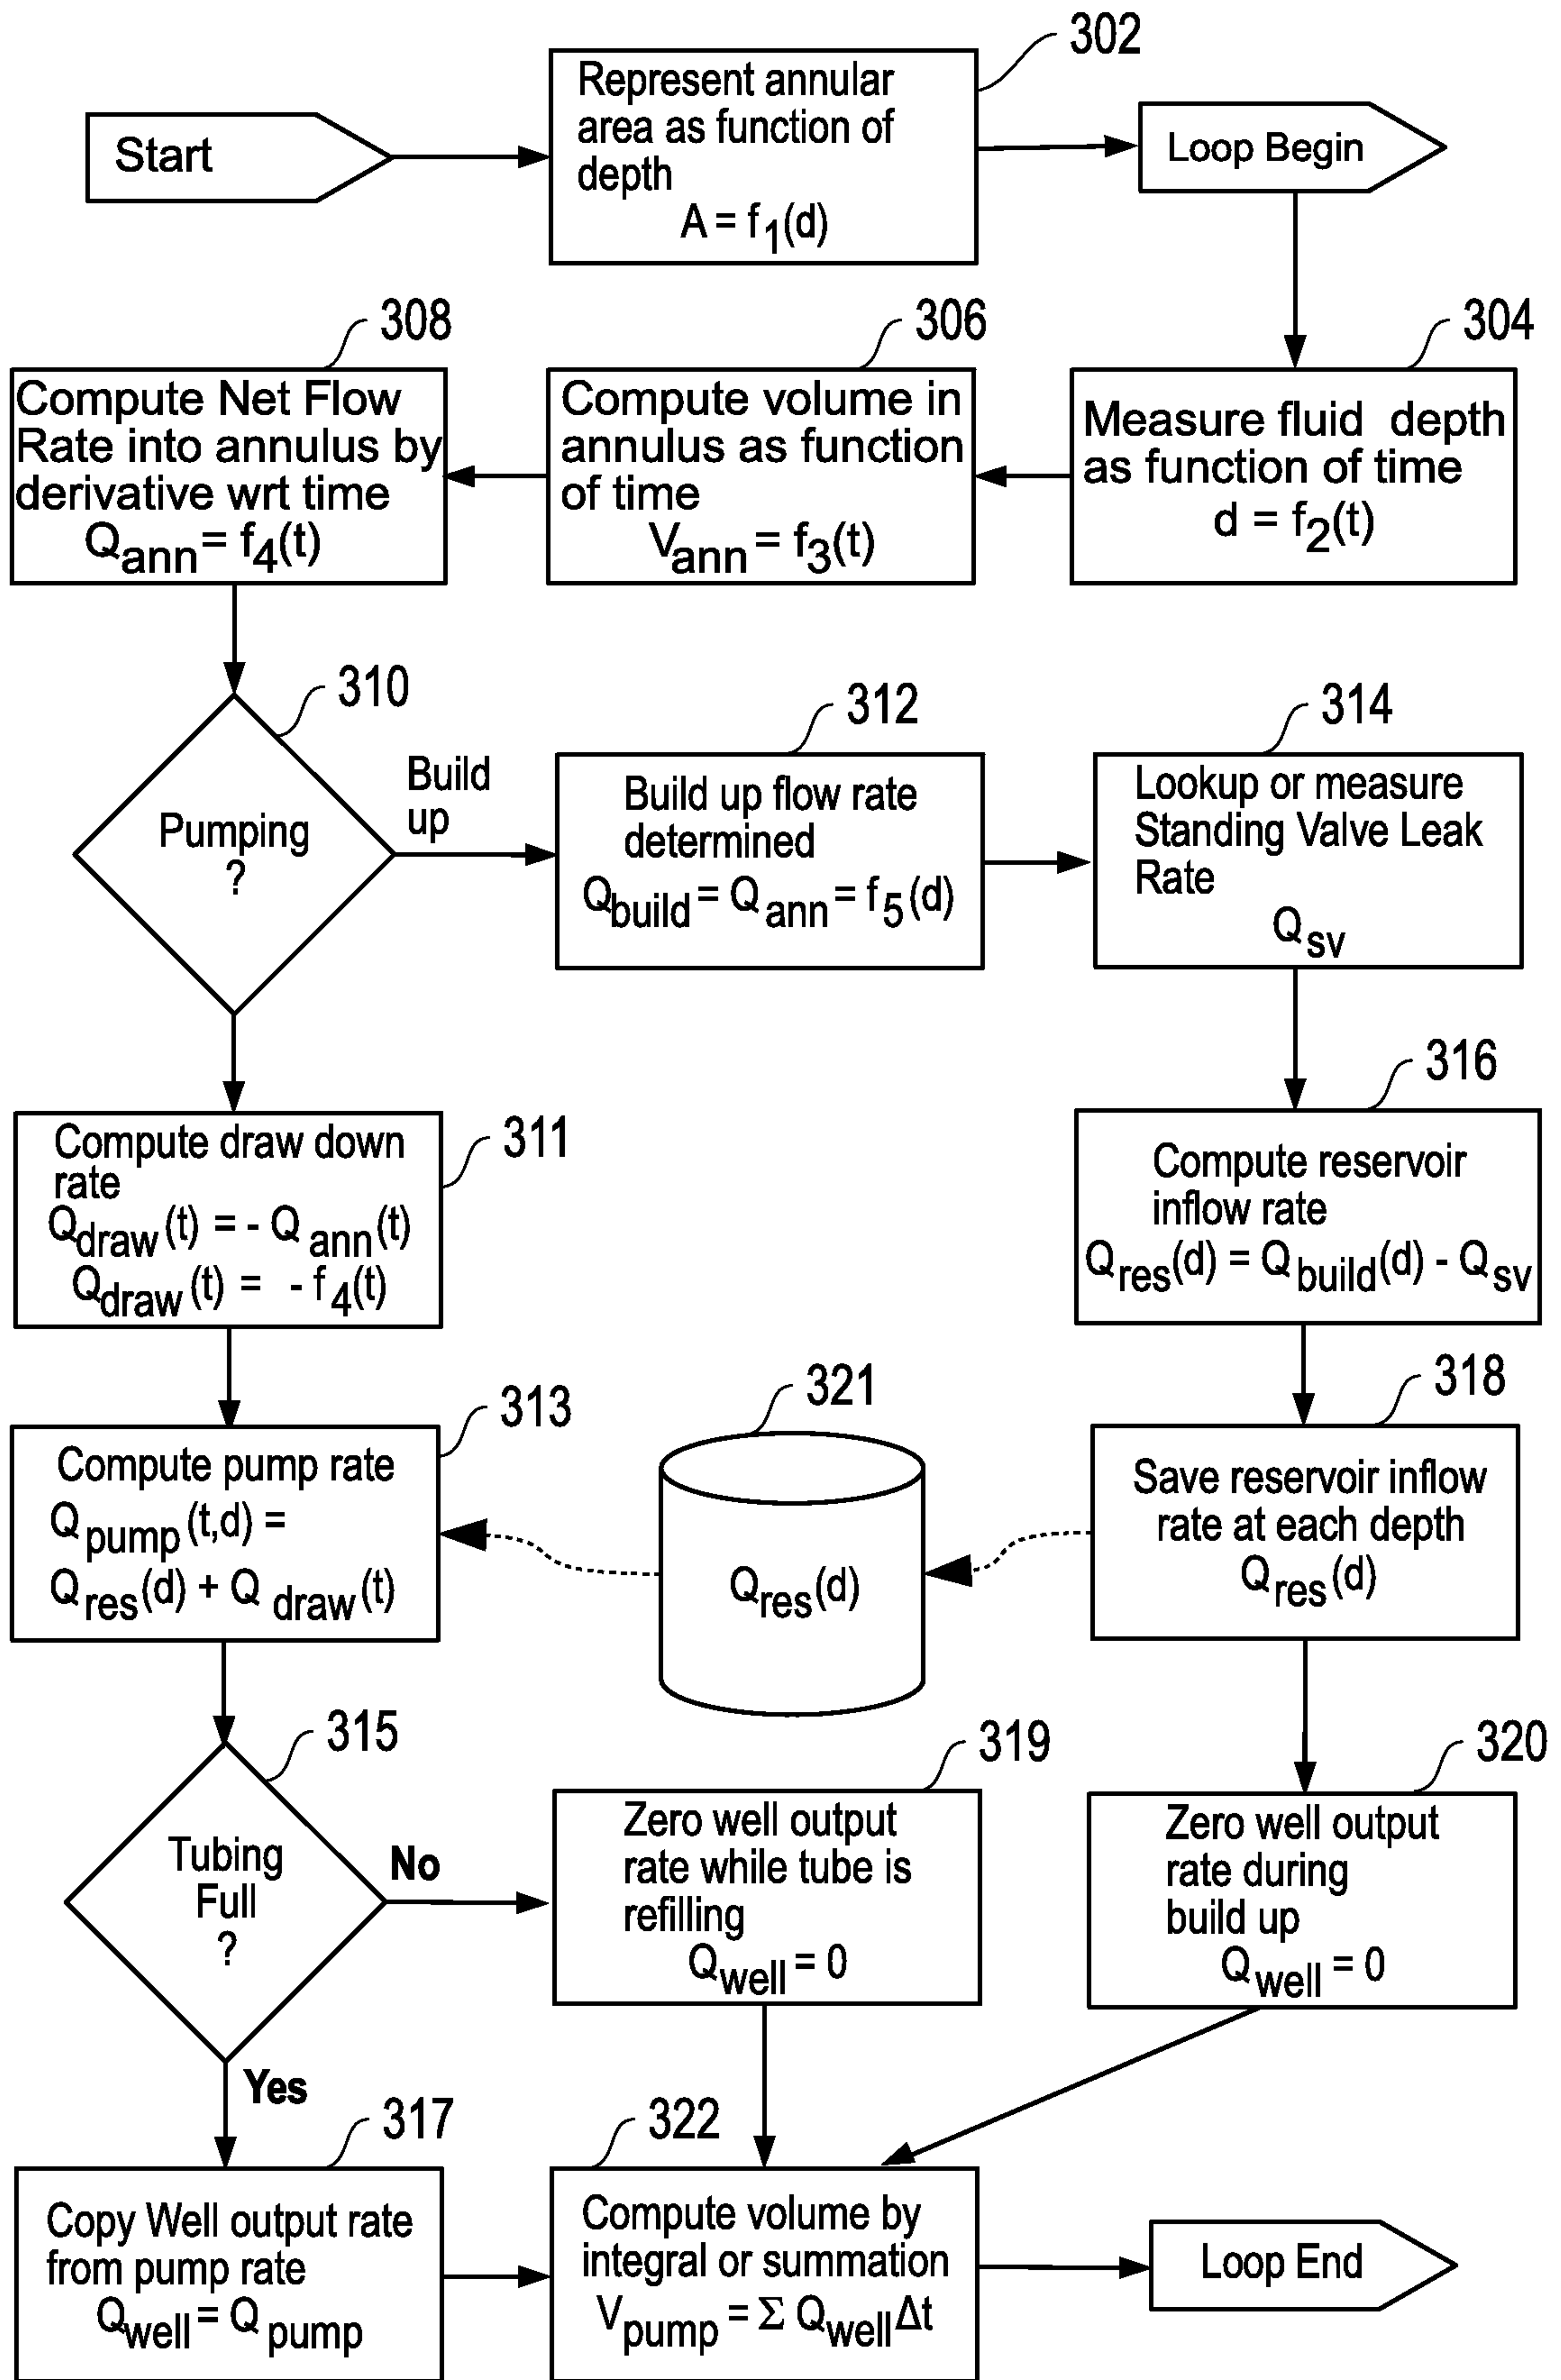 302
Start
Represent annular
area as function of
depth
A = f1(d)
Loop Begin
308
306
304
Compute Net Flow
Rate into annulus by
derivative wrt time
Qann = f4(t)
Compute volume in
annulus as function
of time
Vann = f3(t)
Measure fluid depth
as function of time
d = f2(t)
310
312
314
Pumping
?
Build
up
Build up flow rate
determined
Qbuild = Qann = f5(d)
Lookup or measure
Standing Valve Leak
Rate
Qsv
311
316
Compute draw down
rate
Qdraw(t) = - Qann(t)
Qdraw(t) = - f4(t)
Compute reservoir
inflow rate
Qres(d) = Qbuild(d) - Qsv
313
321
318
Compute pump rate
Qpump(t,d) =
Qres(d) + Qdraw(t)
Qres(d)
Save reservoir inflow
rate at each depth
Qres(d)
315
319
320
Tubing
Full
?
No
Zero well output
rate while tube is
refilling
Qwell = 0
Zero well output
rate during
build up
Qwell = 0
Yes
317
322
Copy Well output rate
from pump rate
Qwell = Qpump
Compute volume by
integral or summation
Vpump = Σ QwellΔt
Loop End